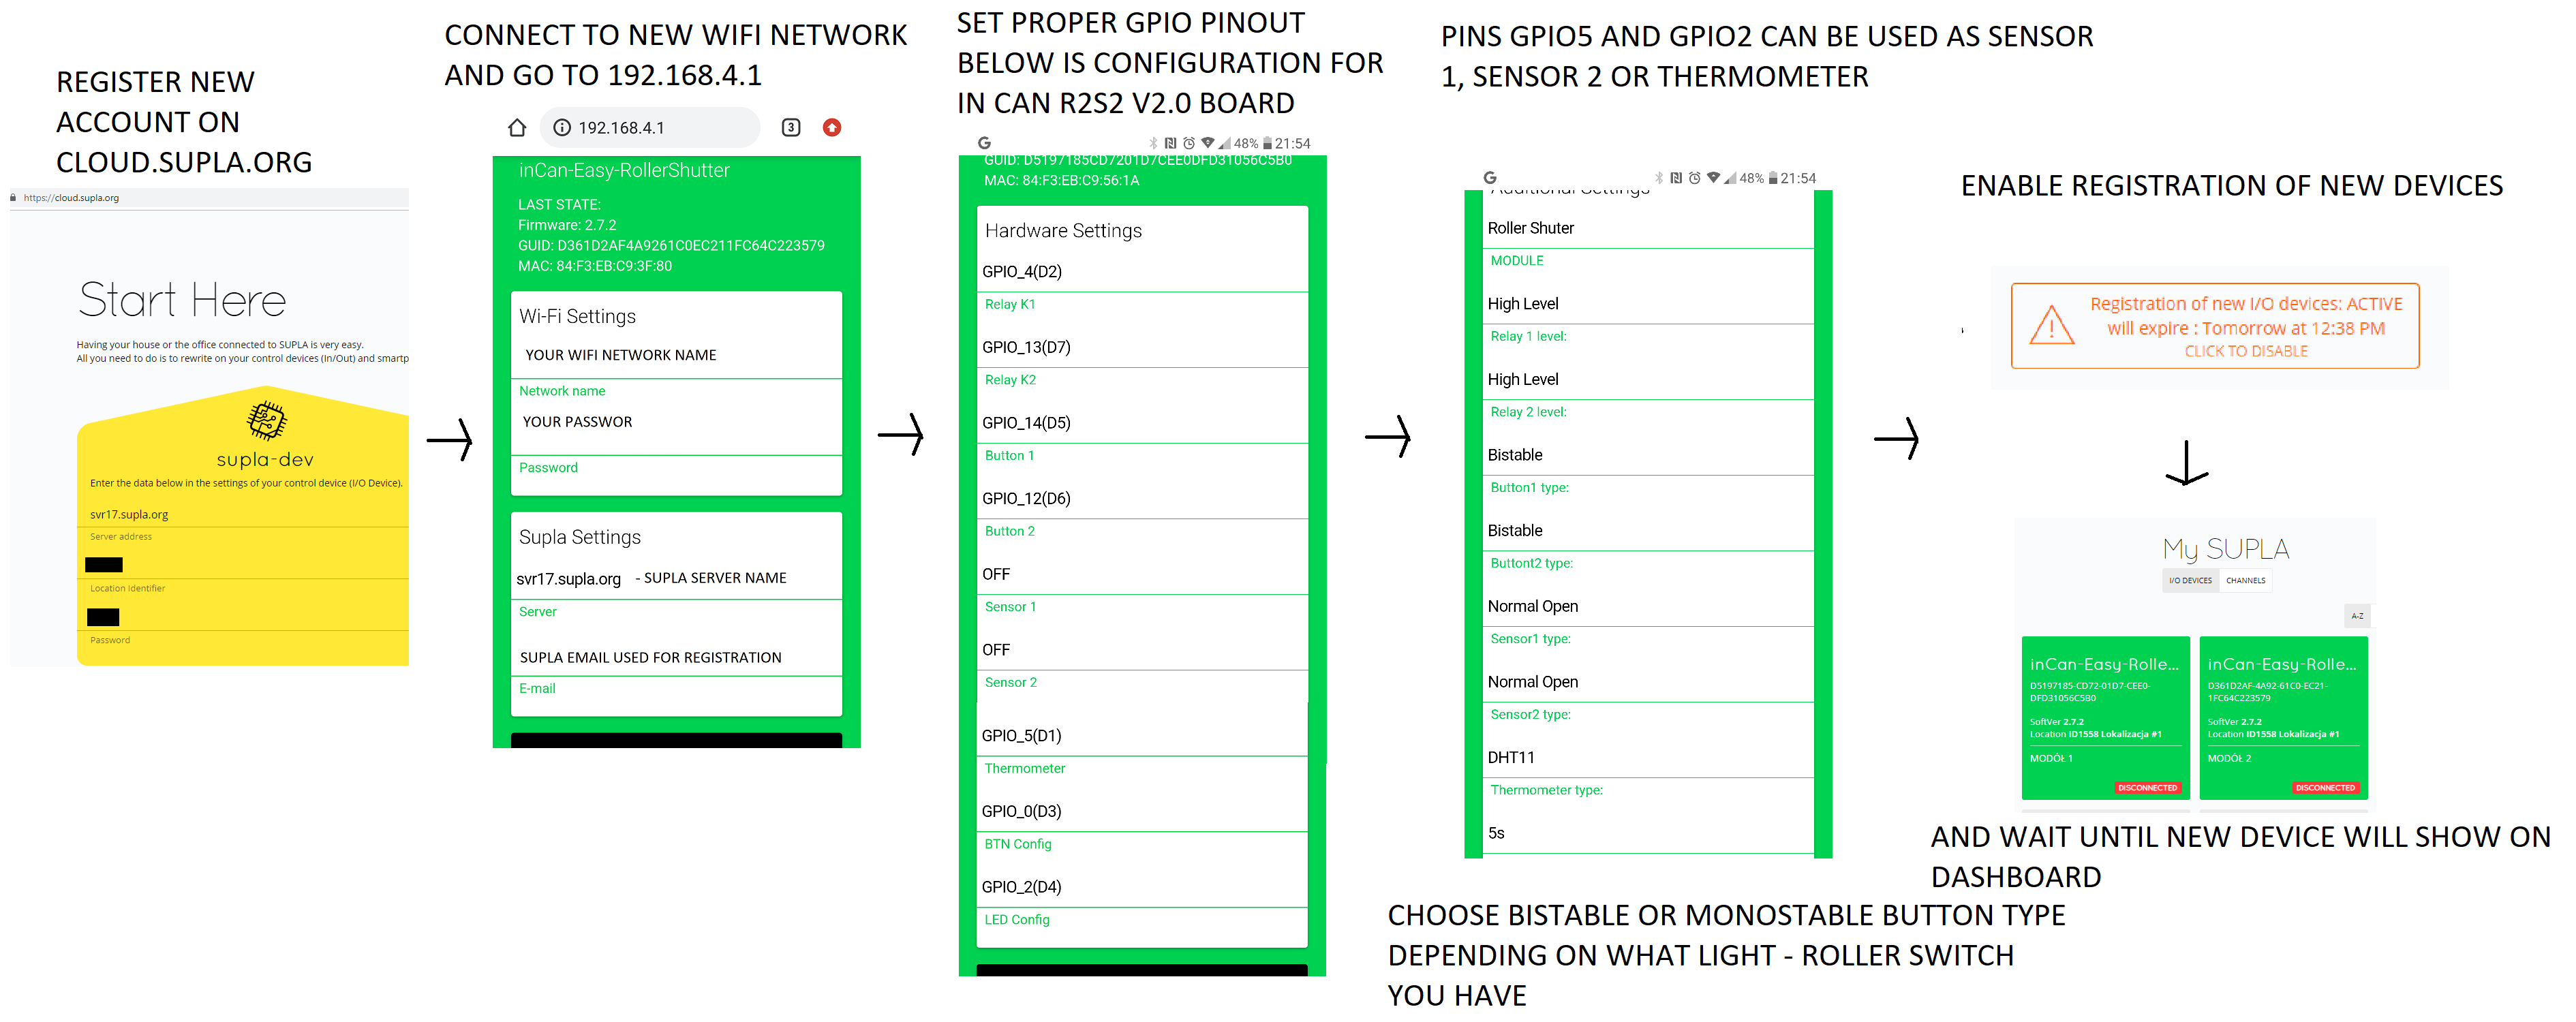 REGISTER NEW
ACCOUNT ON
CLOUD.SUPLA.ORG
https://cloud.supla.org
Start Here
Having your house or the office connected to SUPLA is very easy.
All you need to do is to rewrite on your control devices (In/Out) and smartp
supla-dev
Enter the data below in the settings of your control device (I/O Device).
svr17.supla.org
Server address
Location Identifier
Password
CONNECT TO NEW WIFI NETWORK
AND GO TO 192.168.4.1
192.168.4.1
3
inCan-Easy-RollerShutter
LAST STATE:
Firmware: 2.7.2
GUID: D361D2AF4A9261C0EC211FC64C223579
MAC: 84:F3:EB:C9:3F:80
Wi-Fi Settings
YOUR WIFI NETWORK NAME
Network name
YOUR PASSWOR
Password
Supla Settings
svr17.supla.org - SUPLA SERVER NAME
Server
SUPLA EMAIL USED FOR REGISTRATION
E-mail
SET PROPER GPIO PINOUT
BELOW IS CONFIGURATION FOR
IN CAN R2S2 V2.0 BOARD
G 48% 21:54
GUID: D5197185CD7201D7CEE0DFD31056C5B0
MAC: 84:F3:EB:C9:56:1A
Hardware Settings
GPIO_4(D2)
Relay K1
GPIO_13(D7)
Relay K2
GPIO_14(D5)
Button 1
GPIO_12(D6)
Button 2
OFF
Sensor 1
OFF
Sensor 2
GPIO_5(D1)
Thermometer
GPIO_0(D3)
BTN Config
GPIO_2(D4)
LED Config
PINS GPIO5 AND GPIO2 CAN BE USED AS SENSOR
1, SENSOR 2 OR THERMOMETER
G 48% 21:54
Additional Settings
Roller Shuter
MODULE
High Level
Relay 1 level:
High Level
Relay 2 level:
Bistable
Button1 type:
Bistable
Buttont2 type:
Normal Open
Sensor1 type:
Normal Open
Sensor2 type:
DHT11
Thermometer type:
5s
CHOOSE BISTABLE OR MONOSTABLE BUTTON TYPE
DEPENDING ON WHAT LIGHT - ROLLER SWITCH
YOU HAVE
ENABLE REGISTRATION OF NEW DEVICES
Registration of new I/O devices: ACTIVE
will expire : Tomorrow at 12:38 PM
CLICK TO DISABLE
My SUPLA
I/O DEVICES CHANNELS
A-Z
inCan-Easy-Rolle...
D5197185-CD72-01D7-CEE0-
DFD31056C5B0
SoftVer 2.7.2
Location ID1558 Lokalizacja #1
MODÓŁ 1
DISCONNECTED
inCan-Easy-Rolle...
D361D2AF-4A92-61C0-EC21-
1FC64C223579
SoftVer 2.7.2
Location ID1558 Lokalizacja #1
MODÓŁ 2
DISCONNECTED
AND WAIT UNTIL NEW DEVICE WILL SHOW ON
DASHBOARD